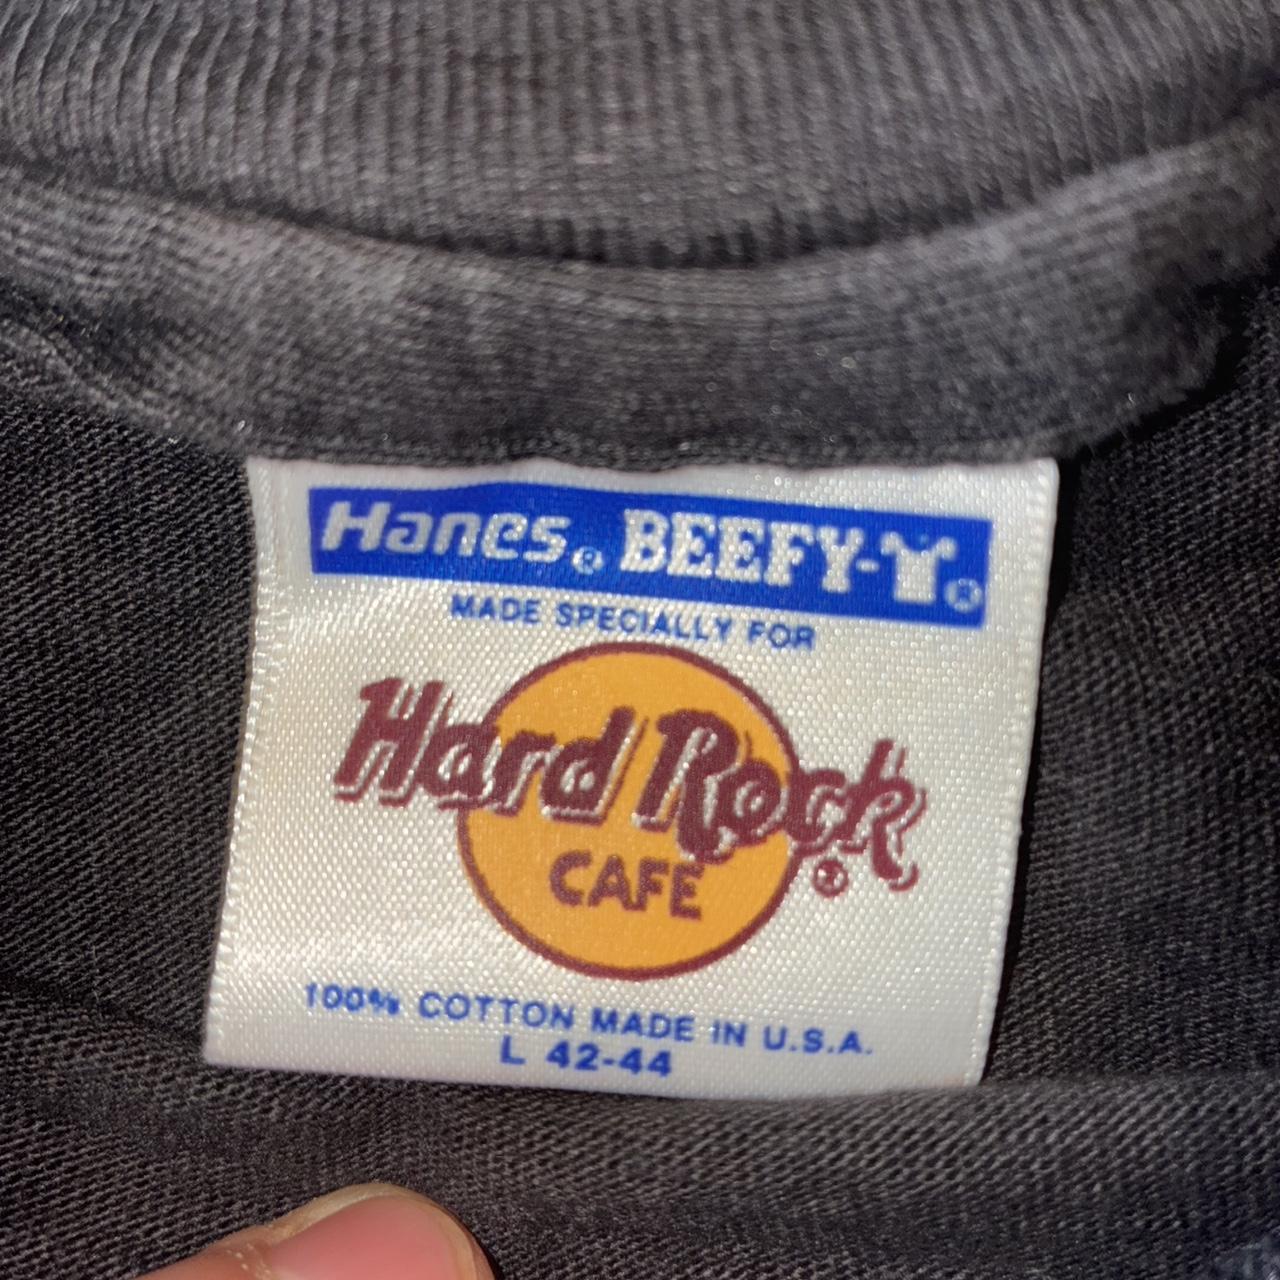 Hanes® BEEFY-T®
MADE SPECIALLY FOR
Hard Rock®
CAFE
100% COTTON MADE IN U.S.A.
L 42-44